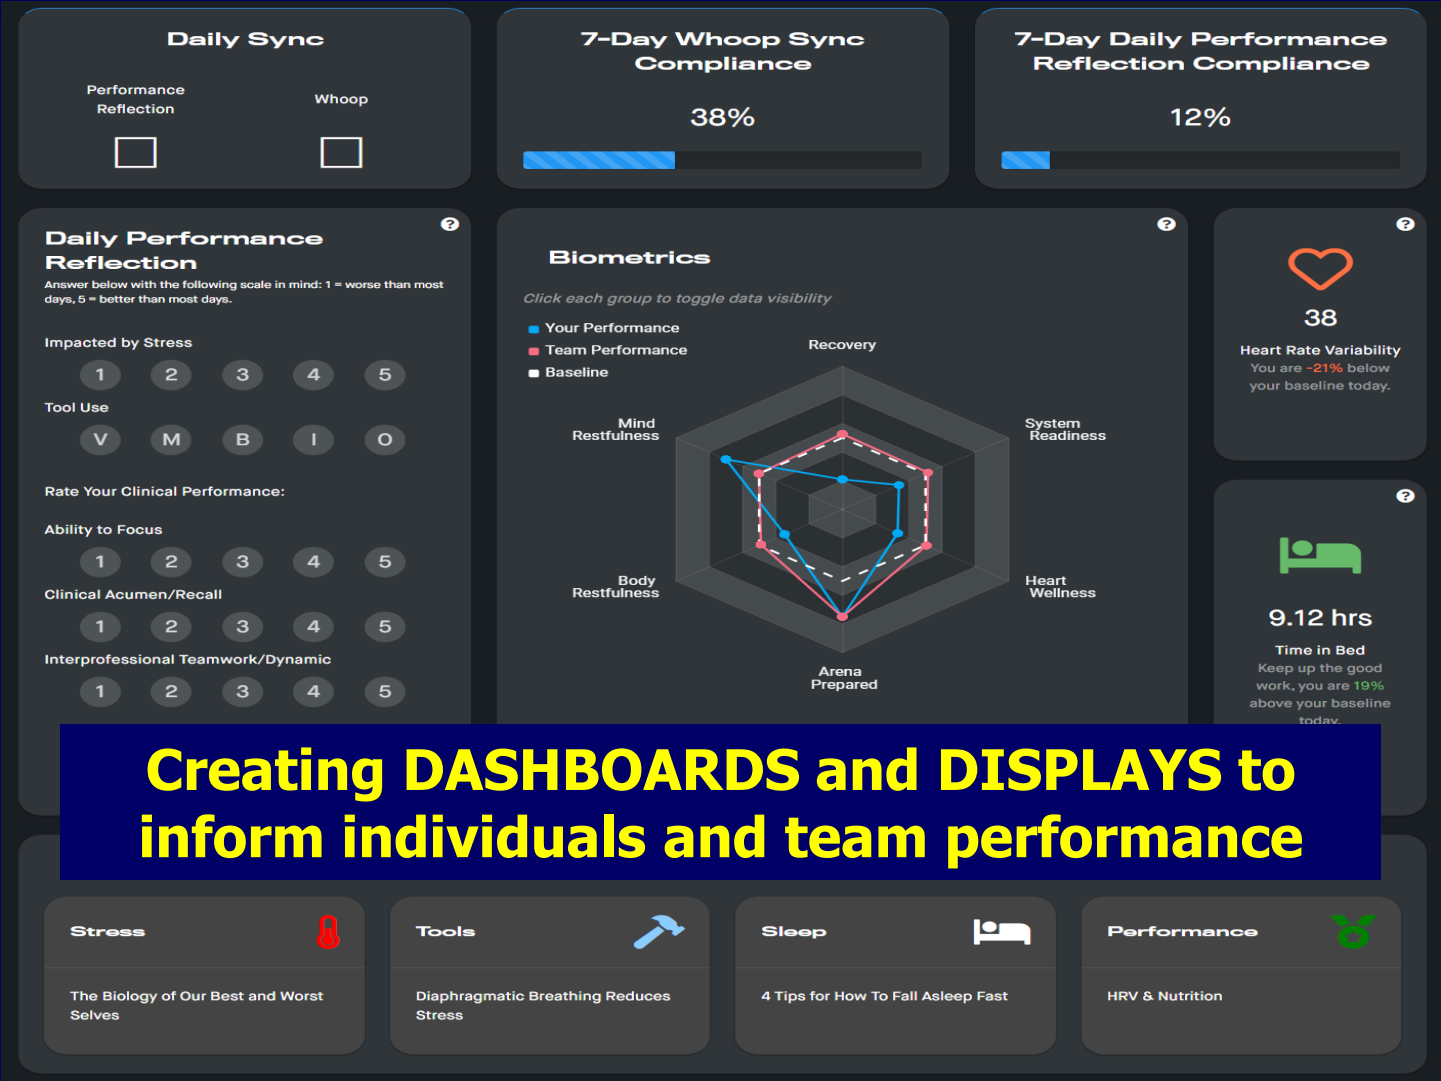 Daily Sync
Performance
Reflection
Whoop
7-Day Whoop Sync
Compliance
38%
7-Day Daily Performance
Reflection Compliance
12%
Daily Performance
Reflection
Answer below with the following scale in mind: 1 = worse than most
days, 5 = better than most days.
Impacted by Stress
1 2 3 4 5
Tool Use
V M B I O
Rate Your Clinical Performance:
Ability to Focus
1 2 3 4 5
Clinical Acumen/Recall
1 2 3 4 5
Interprofessional Teamwork/Dynamic
1 2 3 4 5
?
Biometrics
Click each group to toggle data visibility
Your Performance
Team Performance
Baseline
Recovery
System
Readiness
Heart
Wellness
Arena
Prepared
Body
Restfulness
Mind
Restfulness
?
?
38
Heart Rate Variability
You are -21% below
your baseline today.
?
9.12 hrs
Time in Bed
Keep up the good
work, you are 19%
above your baseline
today.
Creating DASHBOARDS and DISPLAYS to
inform individuals and team performance
Stress
The Biology of Our Best and Worst
Selves
Tools
Diaphragmatic Breathing Reduces
Stress
Sleep
4 Tips for How To Fall Asleep Fast
Performance
HRV & Nutrition